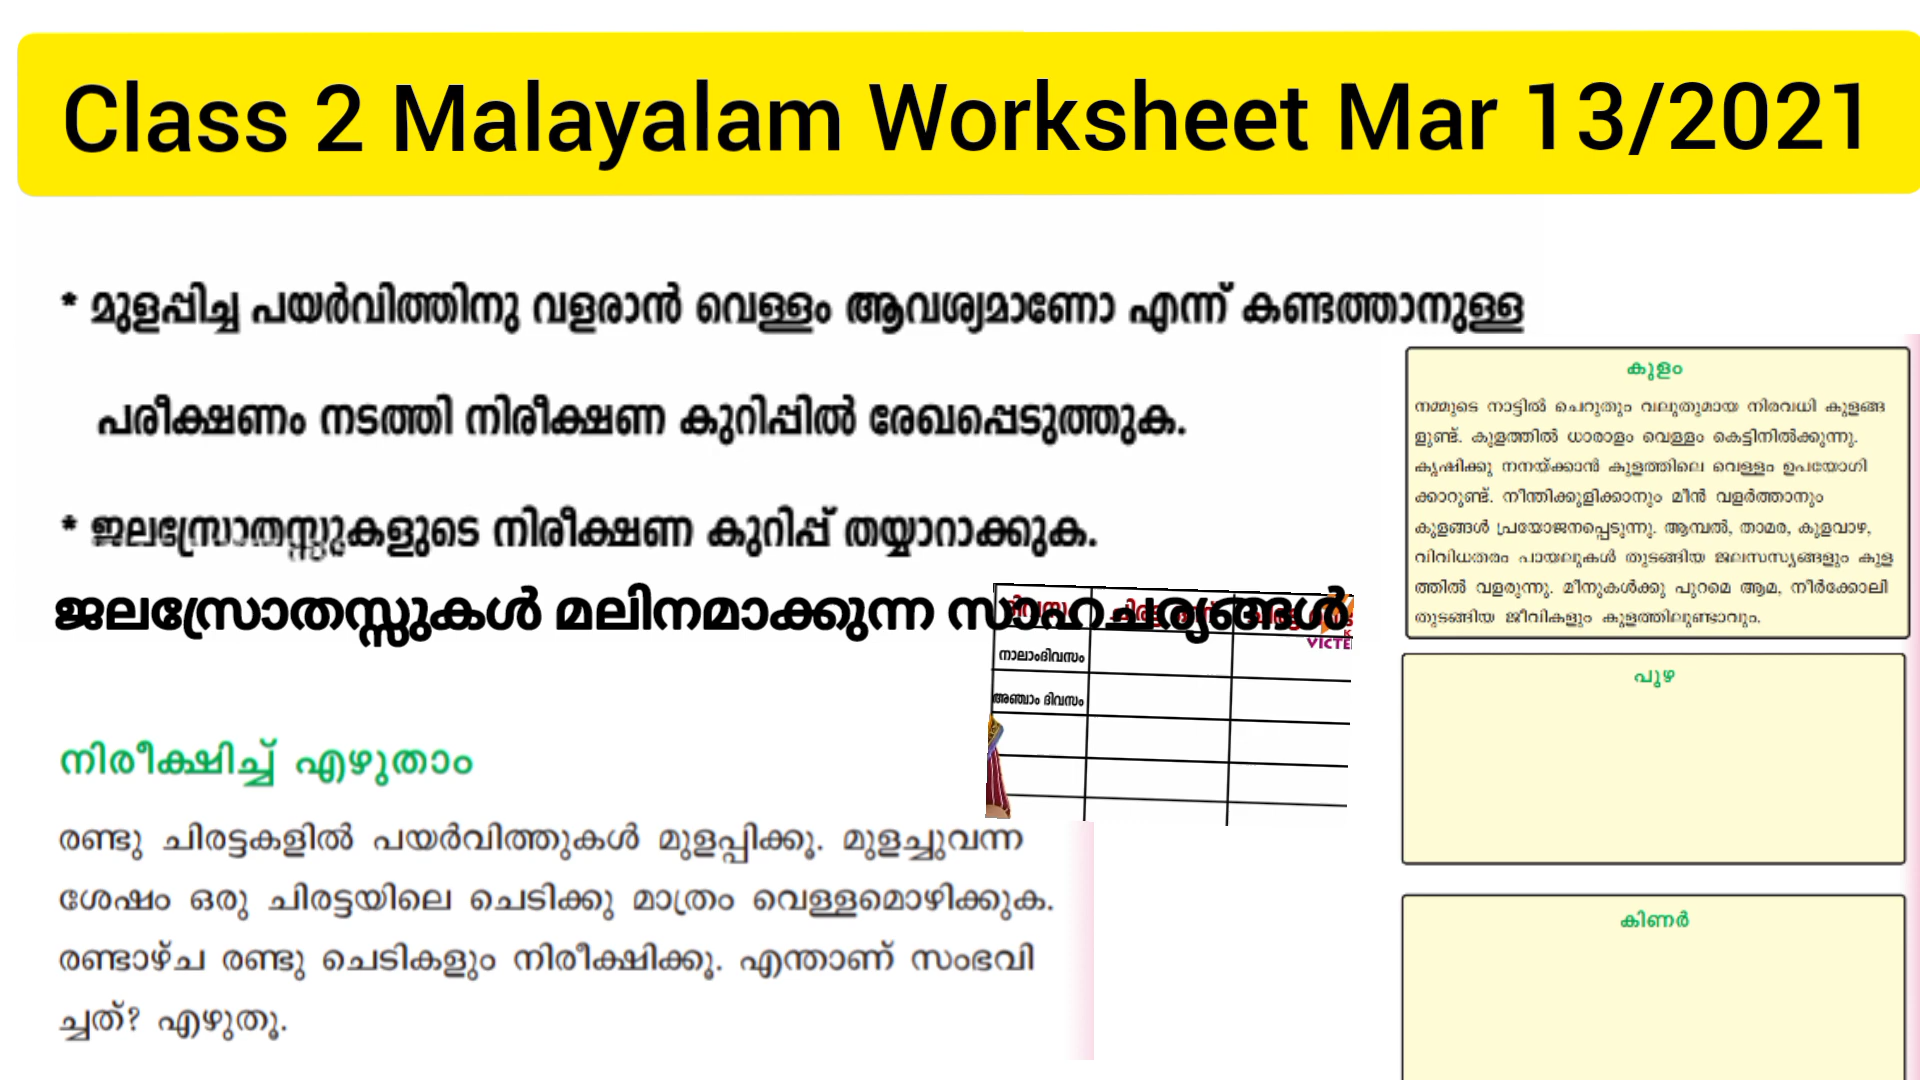 Class 2 Malayalam Worksheet Mar 13/2021
* മുളപ്പിച്ച പയർവിത്തിനു വളരാൻ വെള്ളം ആവശ്യമാണോ എന്ന് കണ്ടത്താനുള്ള
പരീക്ഷണം നടത്തി നിരീക്ഷണ കുറിപ്പിൽ രേഖപ്പെടുത്തുക.
* ജലസ്രോതസ്സുകളുടെ നിരീക്ഷണ കുറിപ്പ് തയ്യാറാക്കുക.
ജലസ്രോതസ്സുകൾ മലിനമാക്കുന്ന സാഹചര്യങ്ങൾ
നാലാംദിവസം
അഞ്ചാം ദിവസം
VICTE
നിരീക്ഷിച്ച് എഴുതാം
രണ്ടു ചിരട്ടകളിൽ പയർവിത്തുകൾ മുളപ്പിക്കൂ. മുളച്ചുവന്ന
ശേഷം ഒരു ചിരട്ടയിലെ ചെടിക്കു മാത്രം വെള്ളമൊഴിക്കുക.
രണ്ടാഴ്ച രണ്ടു ചെടികളും നിരീക്ഷിക്കൂ. എന്താണ് സംഭവി
ച്ചത്? എഴുതൂ.
കുളം
നമ്മുടെ നാട്ടിൽ ചെറുതും വലുതുമായ നിരവധി കുളങ്ങ
ളുണ്ട്. കുളത്തിൽ ധാരാളം വെള്ളം കെട്ടിനിൽക്കുന്നു.
കൃഷിക്കു നനയ്ക്കാൻ കുളത്തിലെ വെള്ളം ഉപയോഗി
ക്കാറുണ്ട്. നീന്തിക്കുളിക്കാനും മീൻ വളർത്താനും
കുളങ്ങൾ പ്രയോജനപ്പെടുന്നു. ആമ്പൽ, താമര, കുളവാഴ,
വിവിധതരം പായലുകൾ തുടങ്ങിയ ജലസസ്യങ്ങളും കുള
ത്തിൽ വളരുന്നു. മീനുകൾക്കു പുറമെ ആമ, നീർക്കോലി
തുടങ്ങിയ ജീവികളും കുളത്തിലുണ്ടാവും.
പുഴ
കിണർ